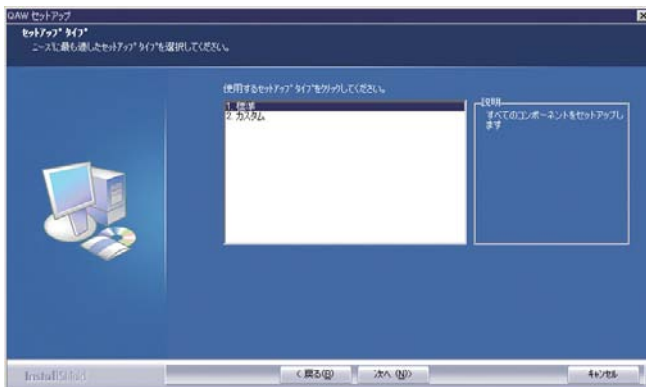 QAW セットアップ
セットアップ タイプ
ニーズに最も適したセットアップ タイプを選択してください。
使用するセットアップ タイプをクリックしてください。
1. 標準
2. カスタム
説明
すべてのコンポーネントをセットアップし
ます
InstallShield
< 戻る(B)
次へ (N)>
キャンセル